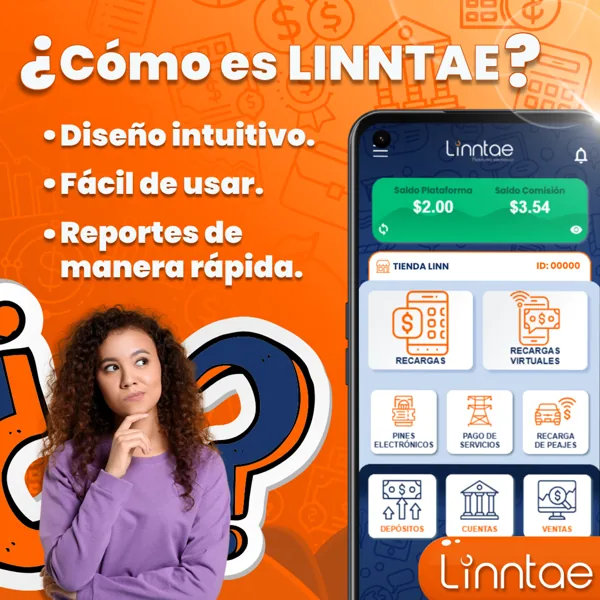 ¿Cómo es LINNTAE?
• Diseño intuitivo.
• Fácil de usar.
• Reportes de
manera rápida.
Linntae
Saldo Plataforma
$2.00
Saldo Comisión
$3.54
TIENDA LINN
ID: 00000
RECARGAS
RECARGAS
VIRTUALES
PINES
ELECTRÓNICOS
PAGO DE
SERVICIOS
RECARGA
DE PEAJES
DEPÓSITOS
CUENTAS
VENTAS
Linntae